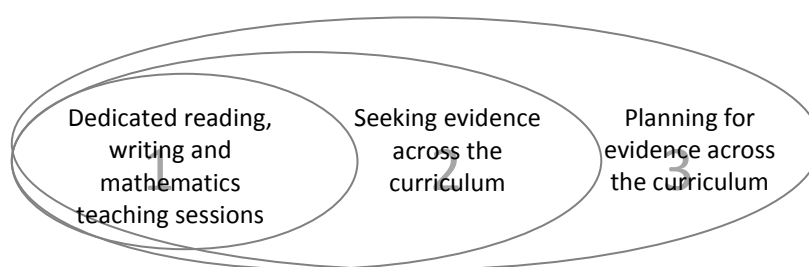 Dedicated reading,
writing and
mathematics
teaching sessions
1
Seeking evidence
across the
curriculum
2
Planning for
evidence across
the curriculum
3